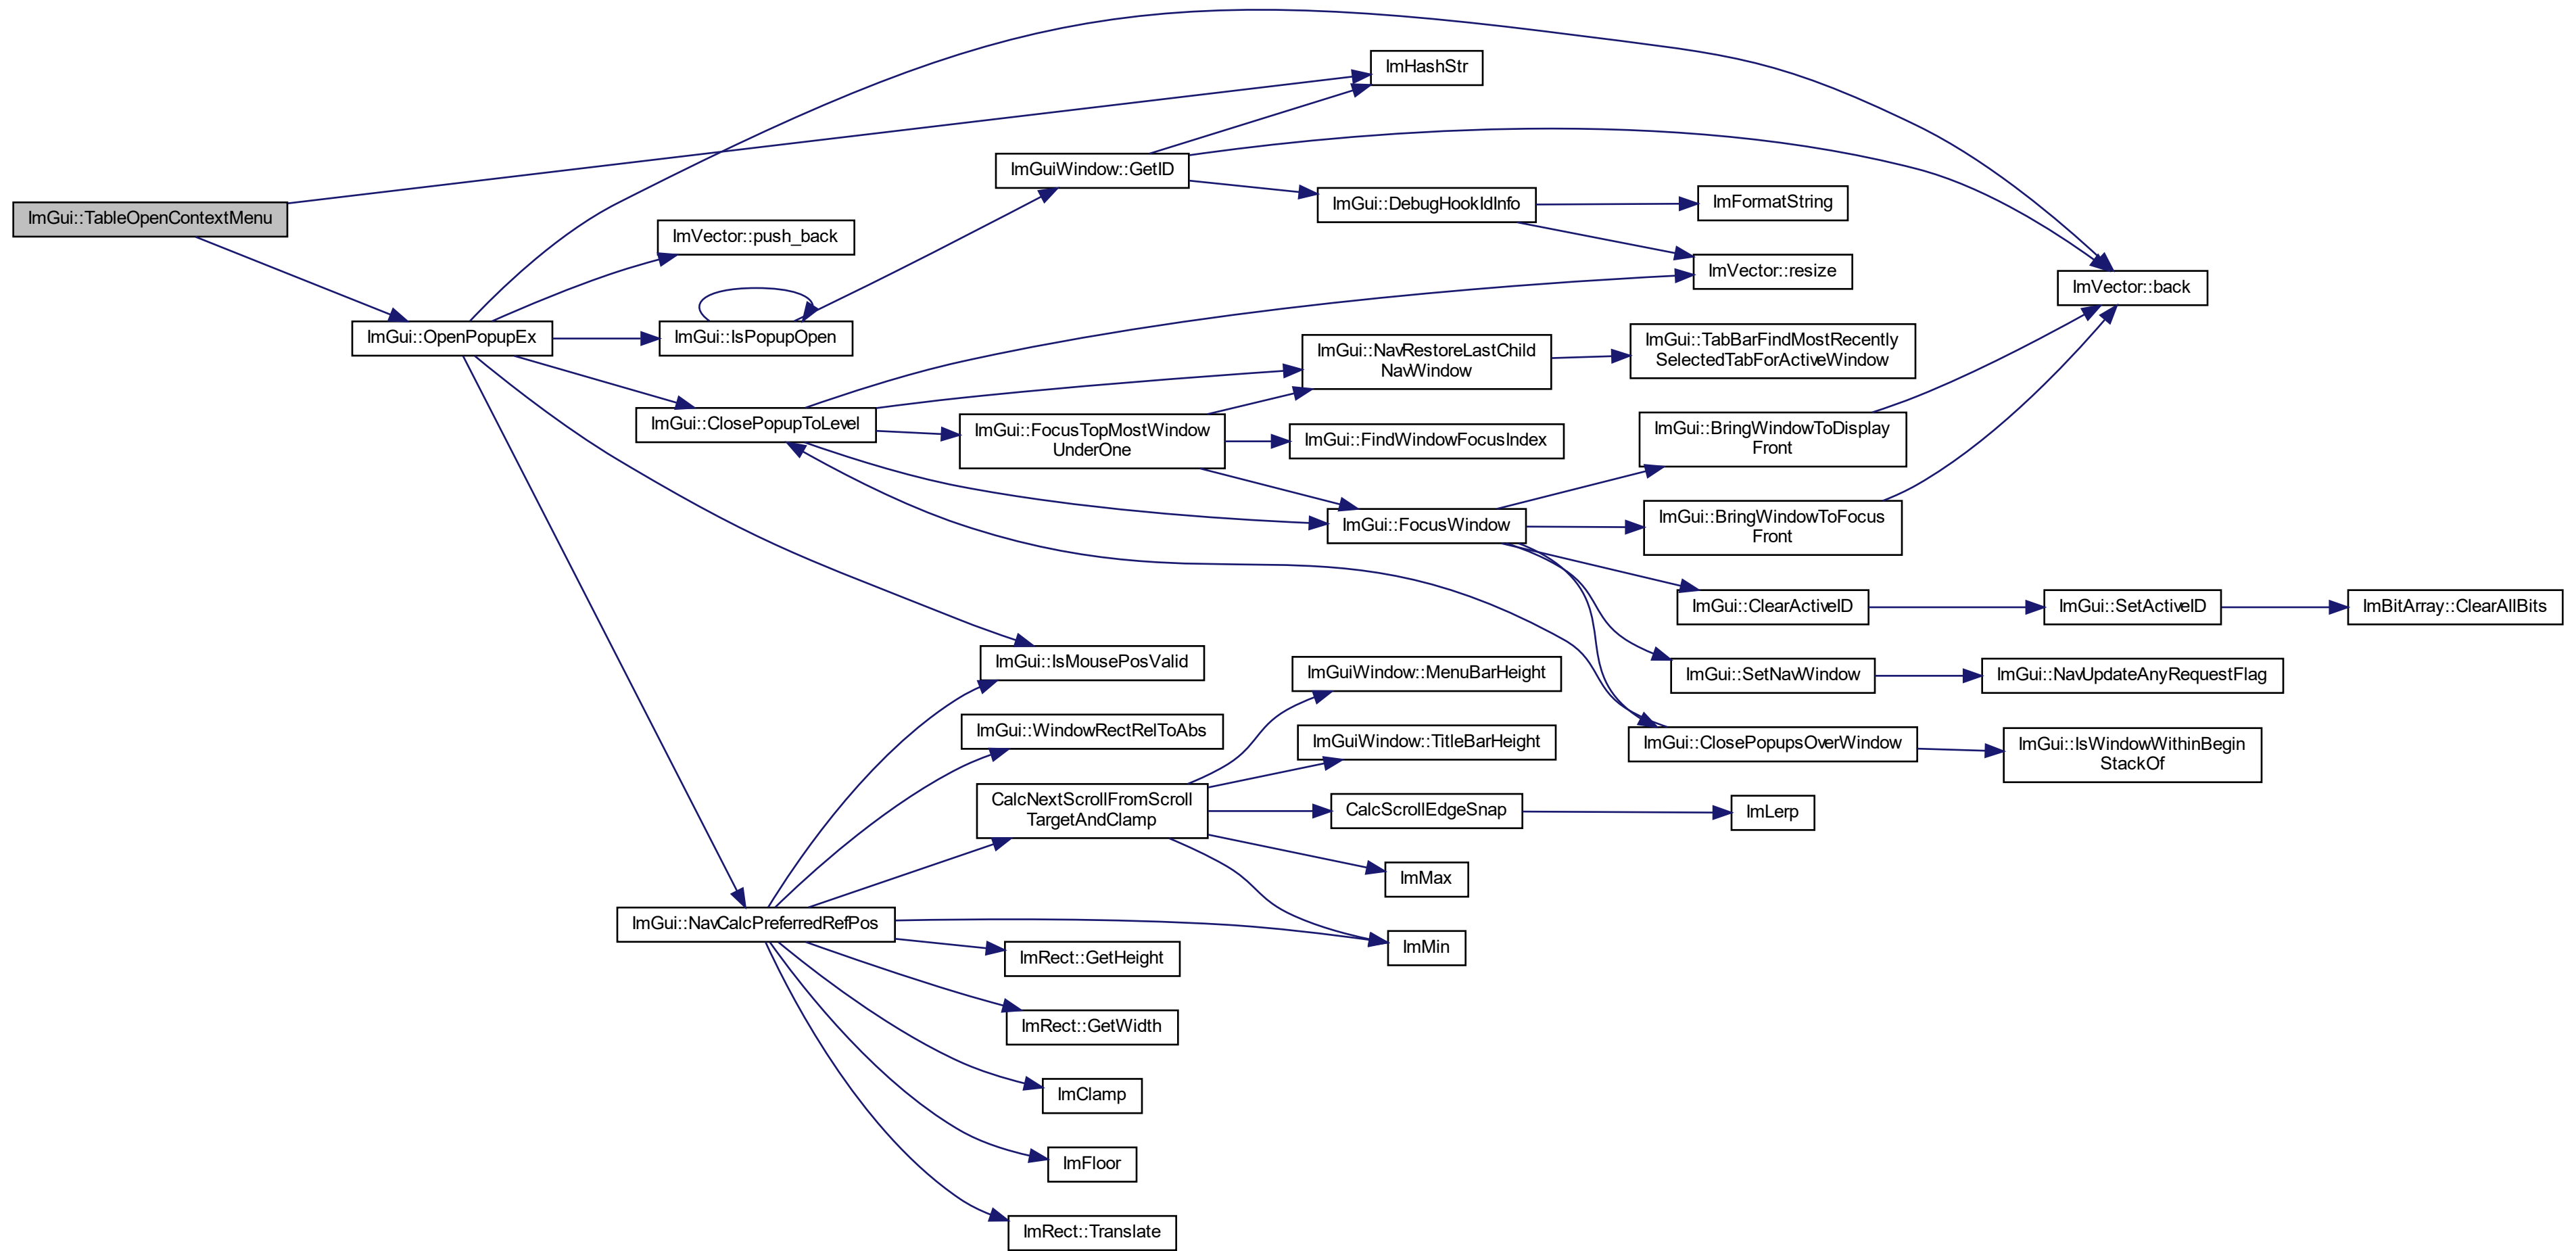 ImGui::TableOpenContextMenu
ImHashStr
ImGui::OpenPopupEx
ImVector::back
ImVector::push_back
ImGui::IsPopupOpen
ImGuiWindow::GetID
ImGui::DebugHookIdInfo
ImFormatString
ImVector::resize
ImGui::ClosePopupToLevel
ImGui::NavRestoreLastChild
NavWindow
ImGui::TabBarFindMostRecently
SelectedTabForActiveWindow
ImGui::FocusTopMostWindow
UnderOne
ImGui::FindWindowFocusIndex
ImGui::FocusWindow
ImGui::BringWindowToDisplay
Front
ImGui::BringWindowToFocus
Front
ImGui::ClearActiveID
ImGui::SetActiveID
ImBitArray::ClearAllBits
ImGui::SetNavWindow
ImGui::NavUpdateAnyRequestFlag
ImGui::ClosePopupsOverWindow
ImGui::IsWindowWithinBegin
StackOf
ImGui::IsMousePosValid
ImGui::NavCalcPreferredRefPos
ImGui::WindowRectRelToAbs
CalcNextScrollFromScroll
TargetAndClamp
ImGuiWindow::MenuBarHeight
ImGuiWindow::TitleBarHeight
CalcScrollEdgeSnap
ImLerp
ImMax
ImMin
ImRect::GetHeight
ImRect::GetWidth
ImClamp
ImFloor
ImRect::Translate